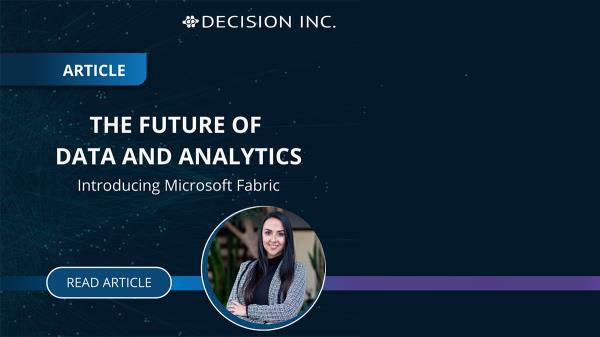 DECISION INC.
ARTICLE
THE FUTURE OF
DATA AND ANALYTICS
Introducing Microsoft Fabric
READ ARTICLE